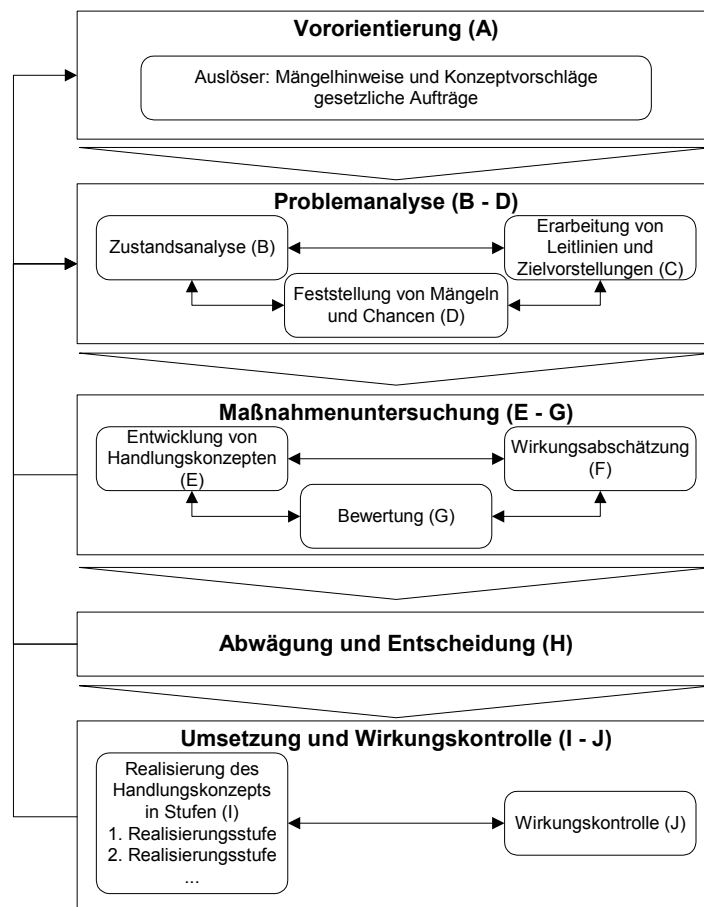 Vororientierung (A)
Auslöser: Mängelhinweise und Konzeptvorschläge
gesetzliche Aufträge
Problemanalyse (B - D)
Zustandsanalyse (B)
Erarbeitung von
Leitlinien und
Zielvorstellungen (C)
Feststellung von Mängeln
und Chancen (D)
Maßnahmenuntersuchung (E - G)
Entwicklung von
Handlungskonzepten
(E)
Wirkungsabschätzung
(F)
Bewertung (G)
Abwägung und Entscheidung (H)
Umsetzung und Wirkungskontrolle (I - J)
Realisierung des
Handlungskonzepts
in Stufen (I)
1. Realisierungsstufe
2. Realisierungsstufe
...
Wirkungskontrolle (J)